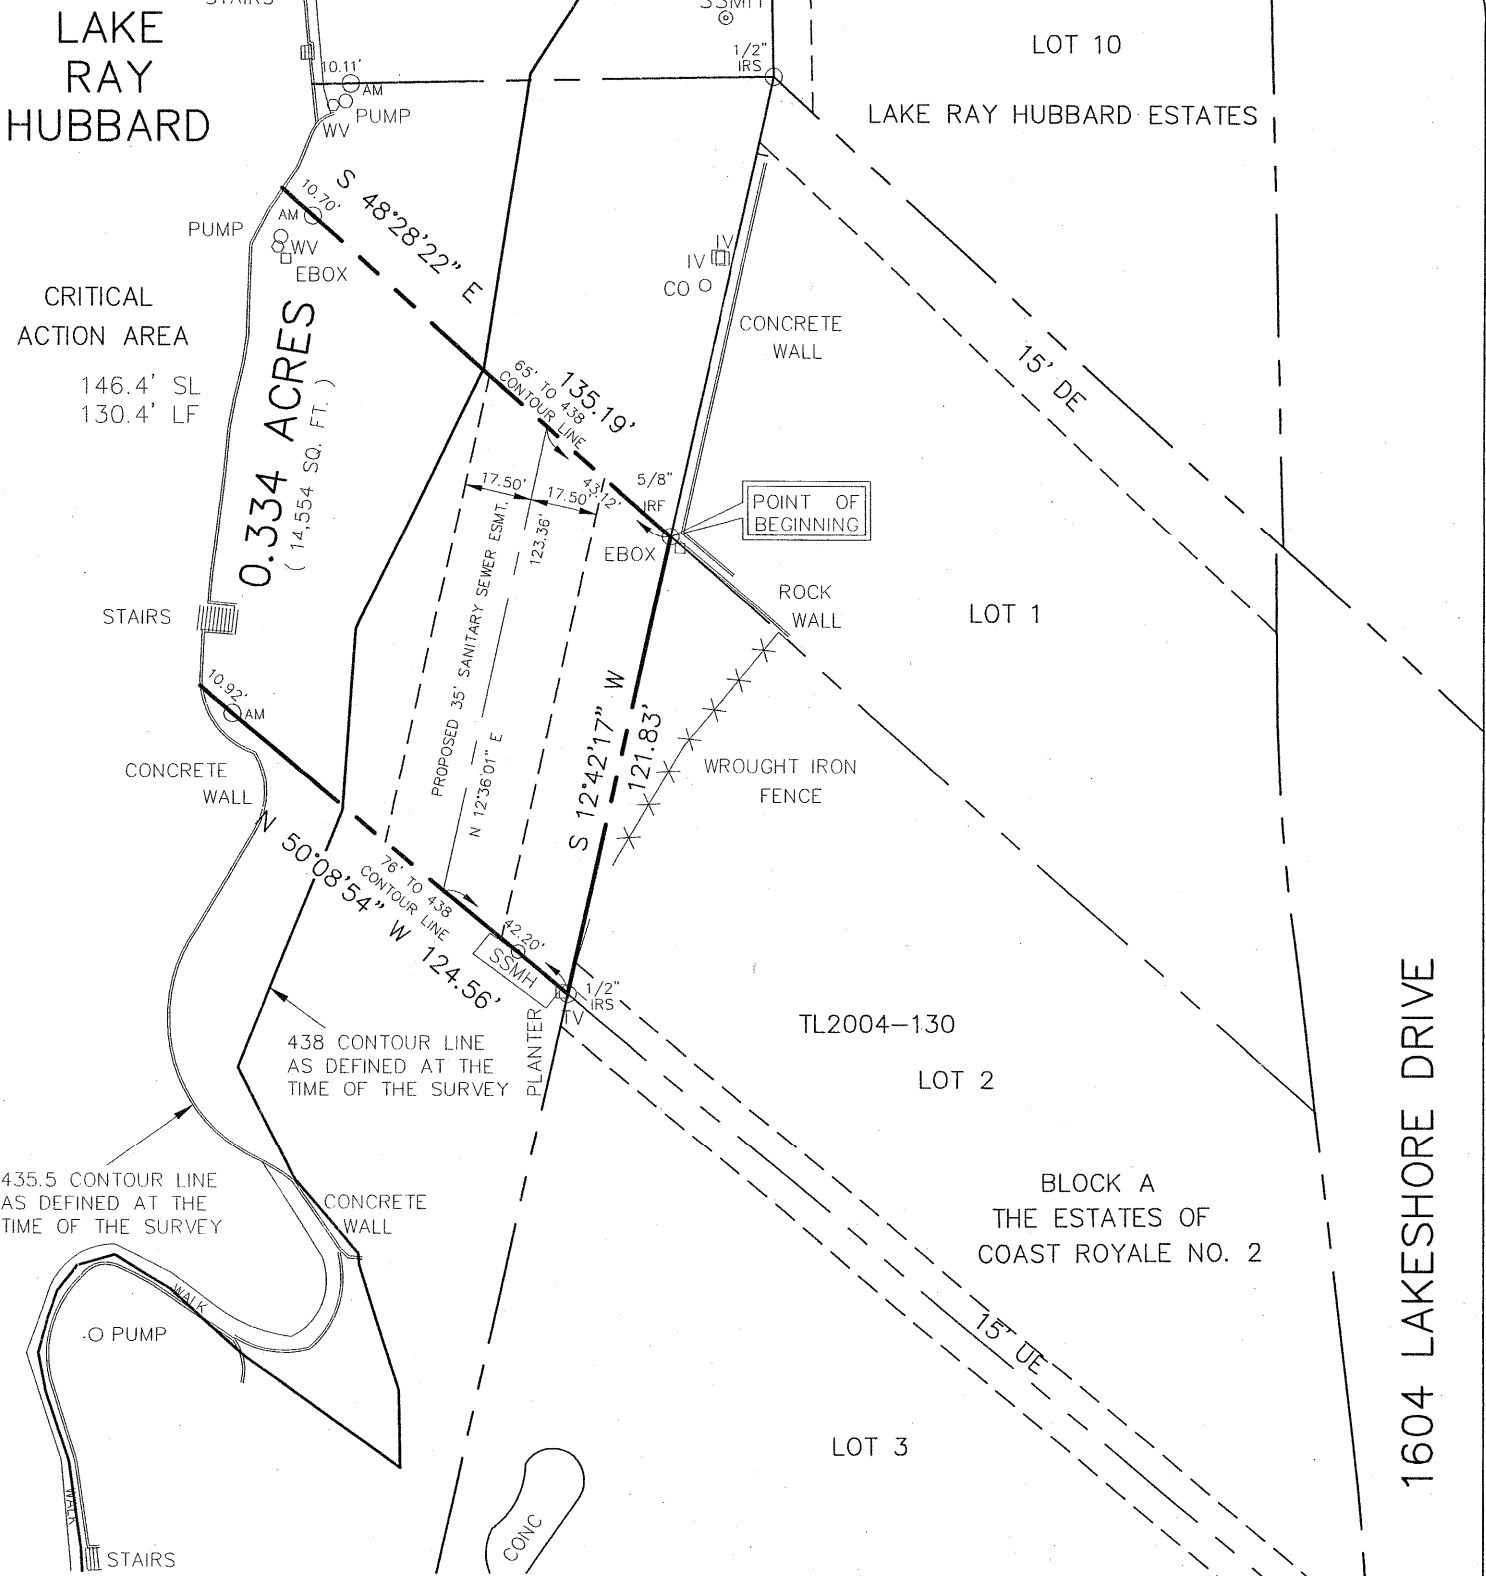 STAIRS
SSMH
LAKE
RAY
HUBBARD
LOT 10
1/2"
IRS
10.11'
AM
PUMP
WV
LAKE RAY HUBBARD ESTATES
S 48°28'22" E
10.70'
AM
PUMP
WV
EBOX
IV
IV
CO
CRITICAL
ACTION AREA
146.4' SL
130.4' LF
0.334 ACRES
( 14,554 SQ. FT. )
CONCRETE
WALL
15' DE
65' TO 438
CONTOUR LINE
135.19'
17.50'
17.50'
43.12'
5/8"
IRF
POINT OF
BEGINNING
EBOX
123.36'
PROPOSED 35' SANITARY SEWER ESMT.
N 12°36'01" E
STAIRS
ROCK
WALL
LOT 1
10.92'
AM
S 12°42'17" W
121.83'
CONCRETE
WALL
WROUGHT IRON
FENCE
N 50°08'54" W 124.56'
76' TO 438
CONTOUR LINE
42.20'
SSMH
1/2"
IRS
TV
PLANTER
438 CONTOUR LINE
AS DEFINED AT THE
TIME OF THE SURVEY
TL2004-130
LOT 2
435.5 CONTOUR LINE
AS DEFINED AT THE
TIME OF THE SURVEY
CONCRETE
WALL
BLOCK A
THE ESTATES OF
COAST ROYALE NO. 2
1604 LAKESHORE DRIVE
WALK
PUMP
15' UE
LOT 3
WALK
CONC
STAIRS